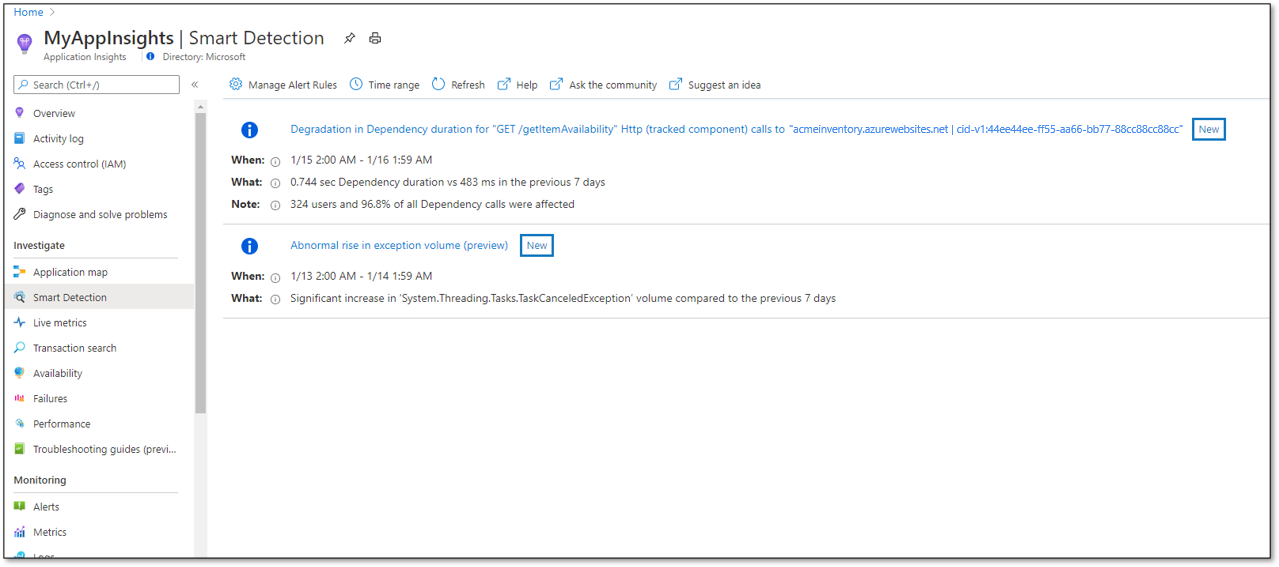 Home
MyAppInsights | Smart Detection
Application Insights Directory: Microsoft
Search (Ctrl+/)
«
Overview
Activity log
Access control (IAM)
Tags
Diagnose and solve problems
Investigate
Application map
Smart Detection
Live metrics
Transaction search
Availability
Failures
Performance
Troubleshooting guides (previ...
Monitoring
Alerts
Metrics
Logs
Manage Alert Rules Time range Refresh Help Ask the community Suggest an idea
Degradation in Dependency duration for "GET /getItemAvailability" Http (tracked component) calls to "acmeinventory.azurewebsites.net | cid-v1:44ee44ee-ff55-aa66-bb77-88cc88cc88cc" New
When: 1/15 2:00 AM - 1/16 1:59 AM
What: 0.744 sec Dependency duration vs 483 ms in the previous 7 days
Note: 324 users and 96.8% of all Dependency calls were affected
Abnormal rise in exception volume (preview) New
When: 1/13 2:00 AM - 1/14 1:59 AM
What: Significant increase in 'System.Threading.Tasks.TaskCanceledException' volume compared to the previous 7 days